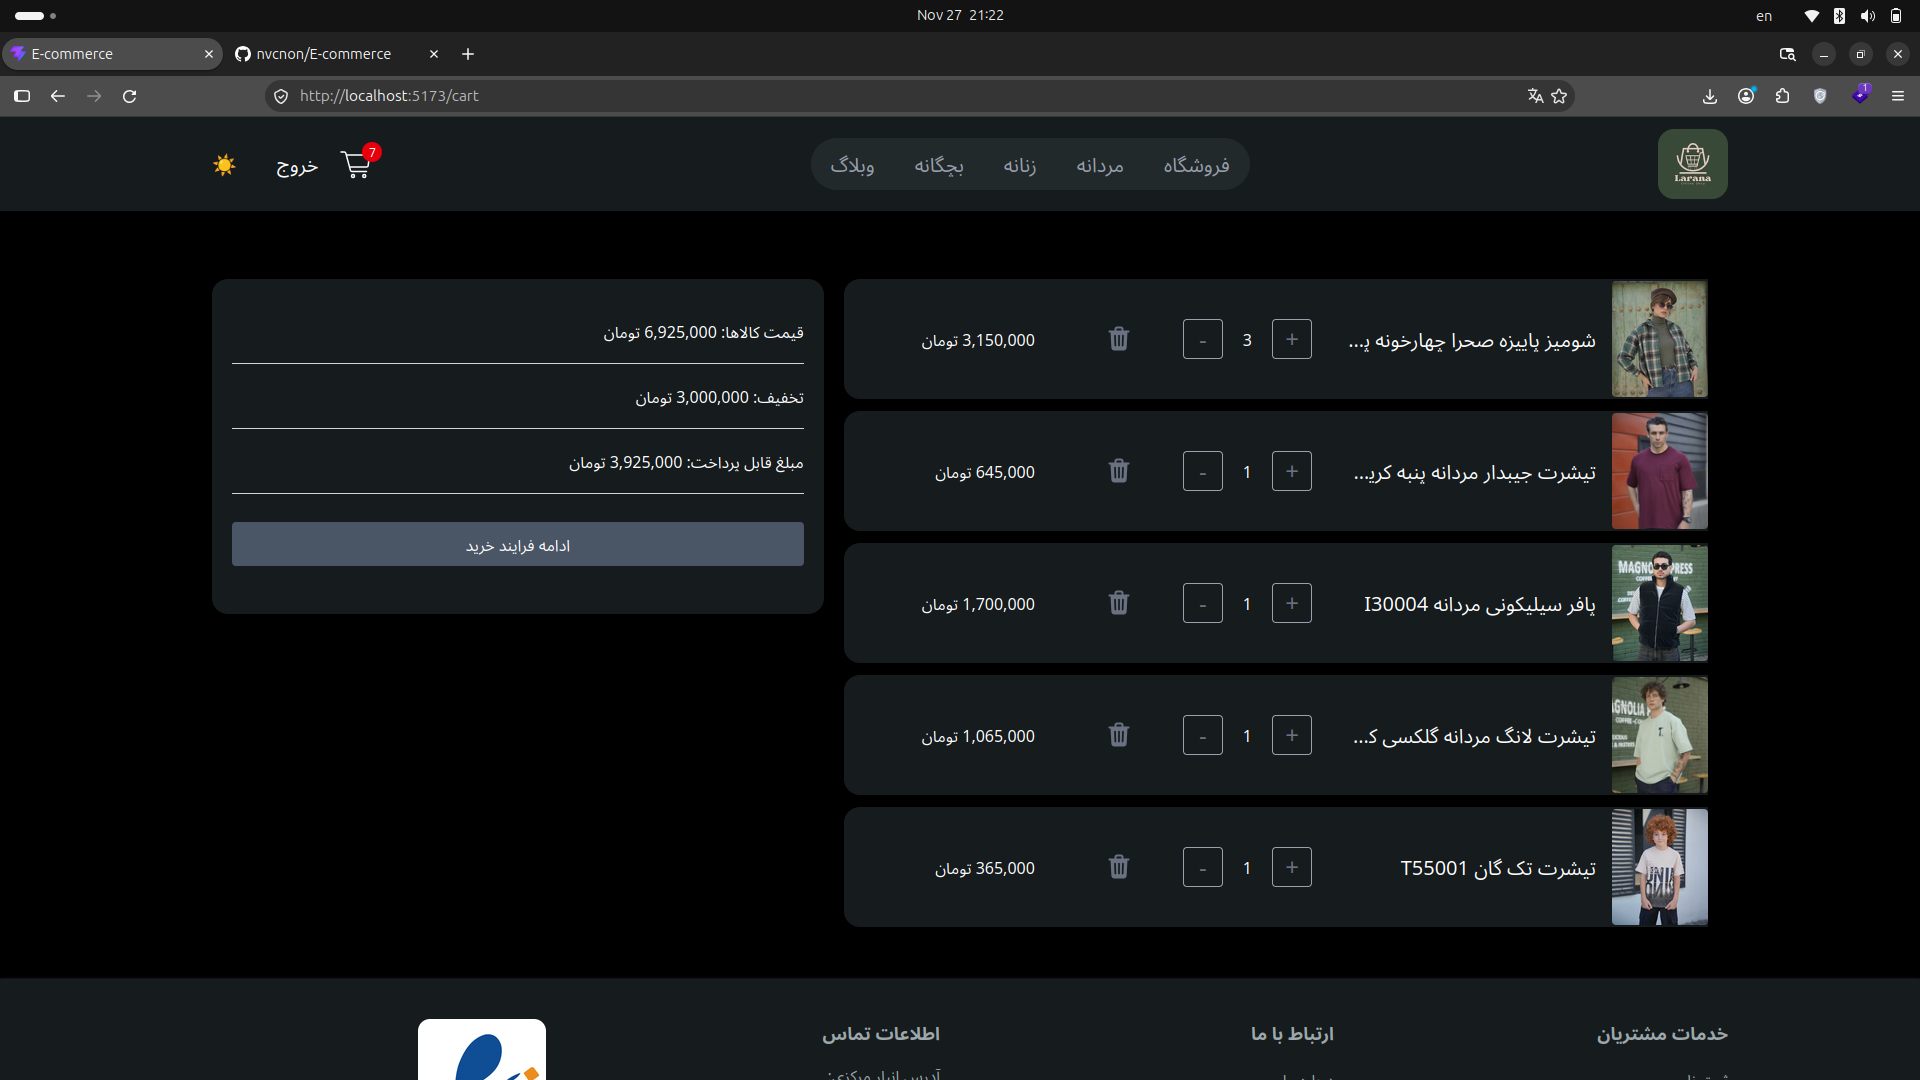 Nov 27 21:22
en
E-commerce
nvcnon/E-commerce
http://localhost:5173/cart
1
Larana
فروشگاه
مردانه
زنانه
بچگانه
وبلاگ
7
خروج
شومیز پاییزه صحرا چهارخونه پ...
+ 3 -
3,150,000 تومان
تیشرت جیبدار مردانه پنبه کری...
+ 1 -
645,000 تومان
پافر سیلیکونی مردانه I30004
+ 1 -
1,700,000 تومان
تیشرت لانگ مردانه گلکسی ک...
+ 1 -
1,065,000 تومان
تیشرت تک گان T55001
+ 1 -
365,000 تومان
قیمت کالاها: 6,925,000 تومان
تخفیف: 3,000,000 تومان
مبلغ قابل پرداخت: 3,925,000 تومان
ادامه فرایند خرید
خدمات مشتریان
ارتباط با ما
اطلاعات تماس
آدرس انبار مرکزی: